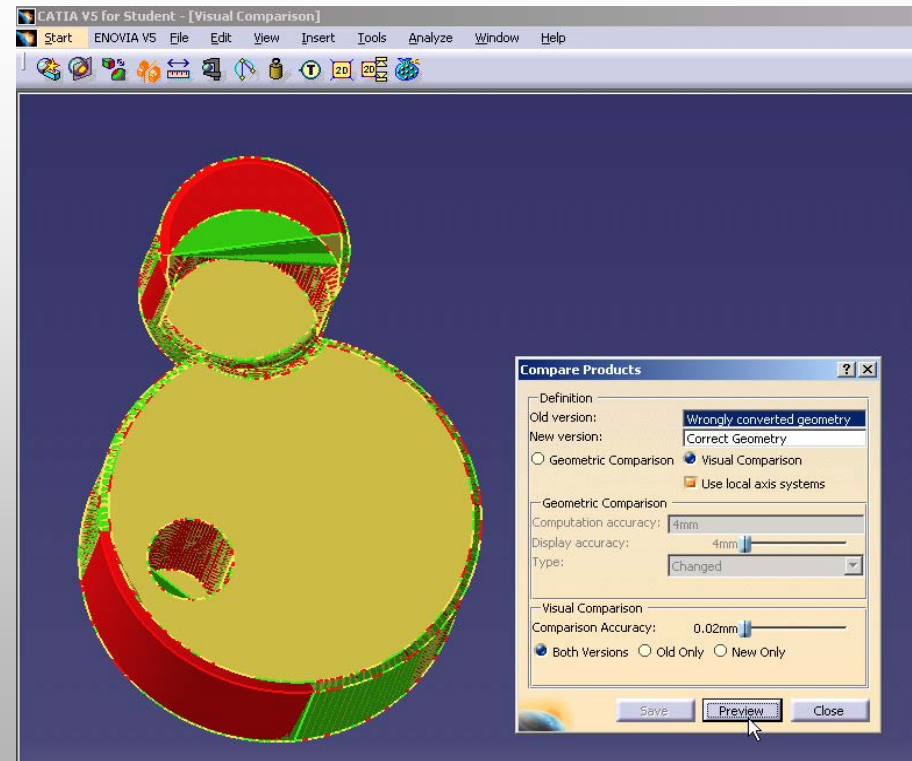 CATIA V5 for Student - [Visual Comparison]
Start ENOVIA V5 File Edit View Insert Tools Analyze Window Help
T 2D 2D
Compare Products ? X
Definition
Old version: Wrongly converted geometry
New version: Correct Geometry
Geometric Comparison Visual Comparison
Use local axis systems
Geometric Comparison
Computation accuracy: 4mm
Display accuracy: 4mm
Type: Changed
Visual Comparison
Comparison Accuracy: 0.02mm
Both Versions Old Only New Only
Save Preview Close